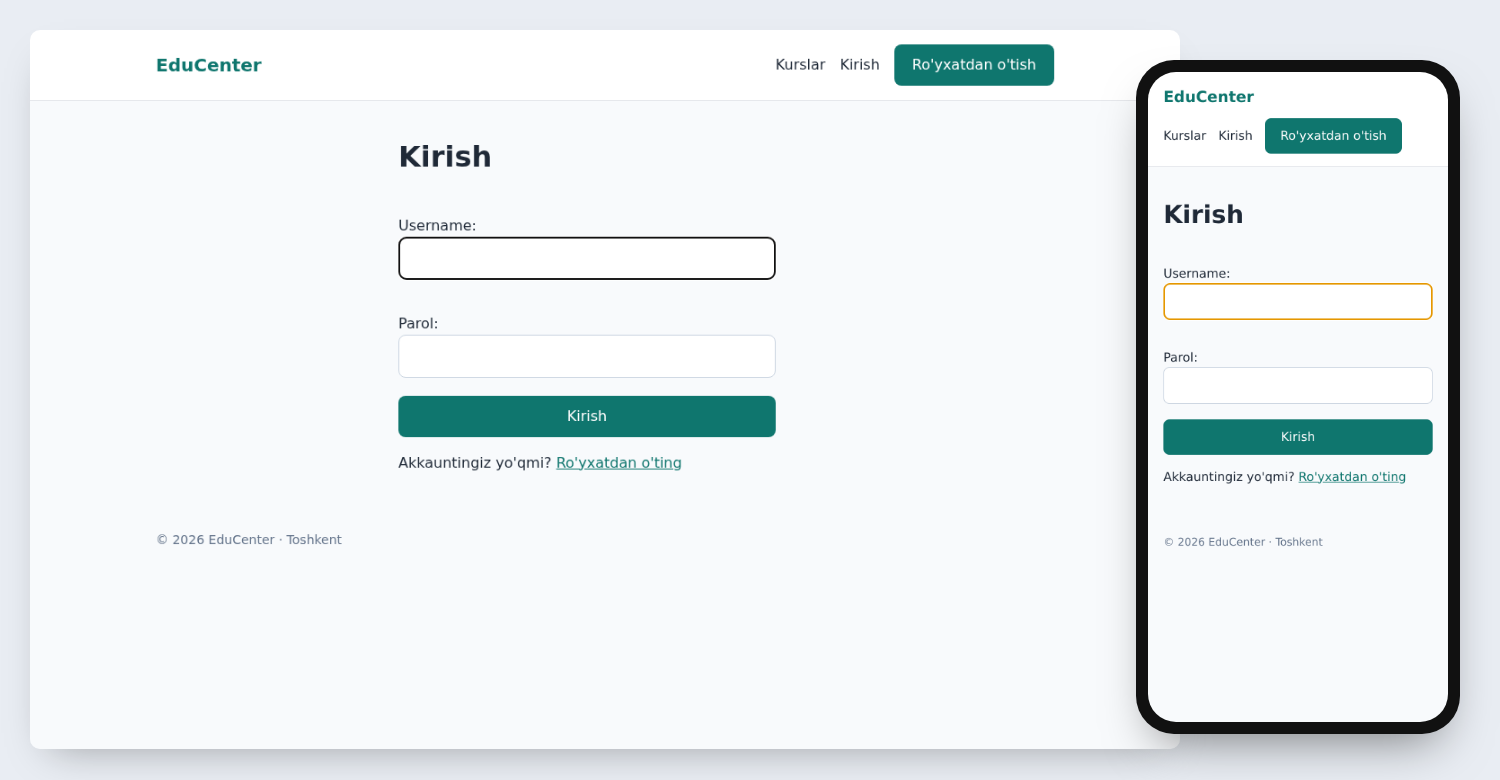 EduCenter
Kurslar Kirish Ro'yxatdan o'tish
Kirish
Username:
Parol:
Kirish
Akkauntingiz yo'qmi? Ro'yxatdan o'ting
© 2026 EduCenter · Toshkent
EduCenter
Kurslar Kirish Ro'yxatdan o'tish
Kirish
Username:
Parol:
Kirish
Akkauntingiz yo'qmi? Ro'yxatdan o'ting
© 2026 EduCenter · Toshkent